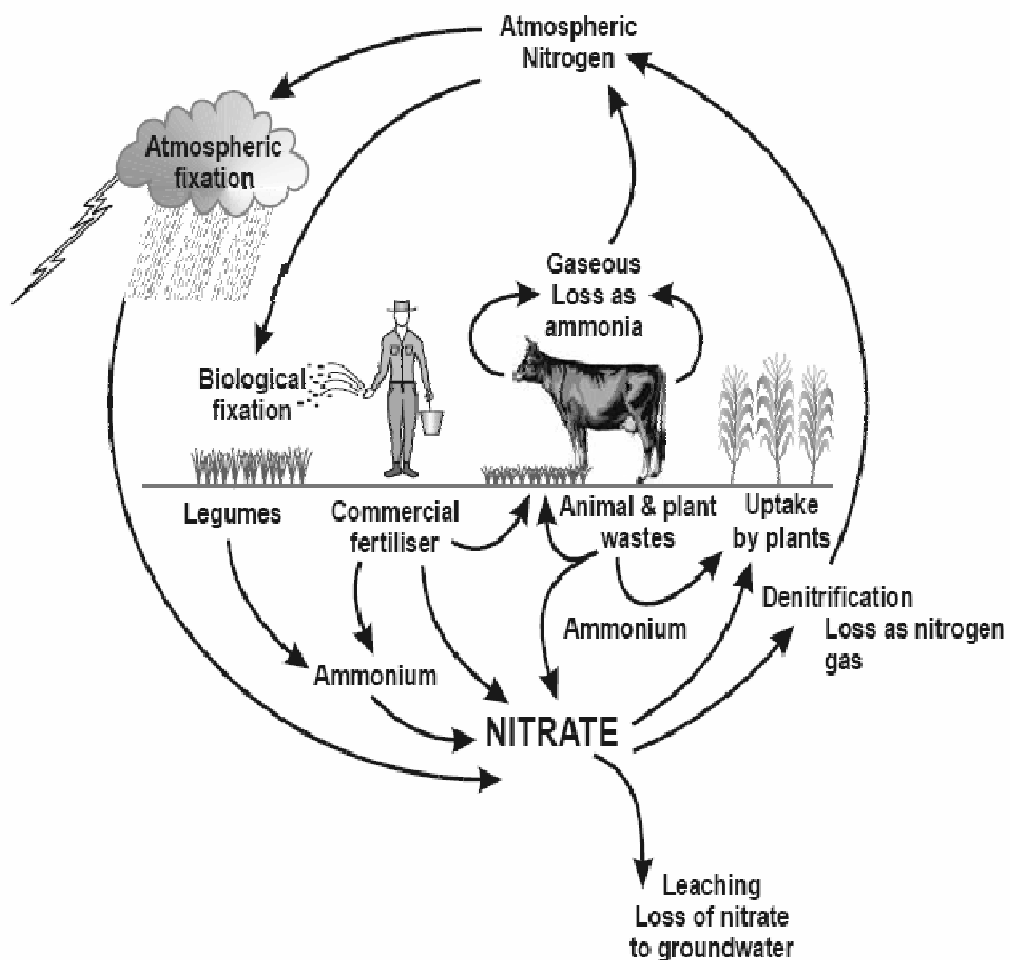 Atmospheric
Nitrogen
Atmospheric
fixation
Gaseous
Loss as
ammonia
Biological
fixation
Legumes
Commercial
fertiliser
Animal & plant
wastes
Uptake
by plants
Denitrification
Loss as nitrogen
gas
Ammonium
Ammonium
NITRATE
Leaching
Loss of nitrate
to groundwater